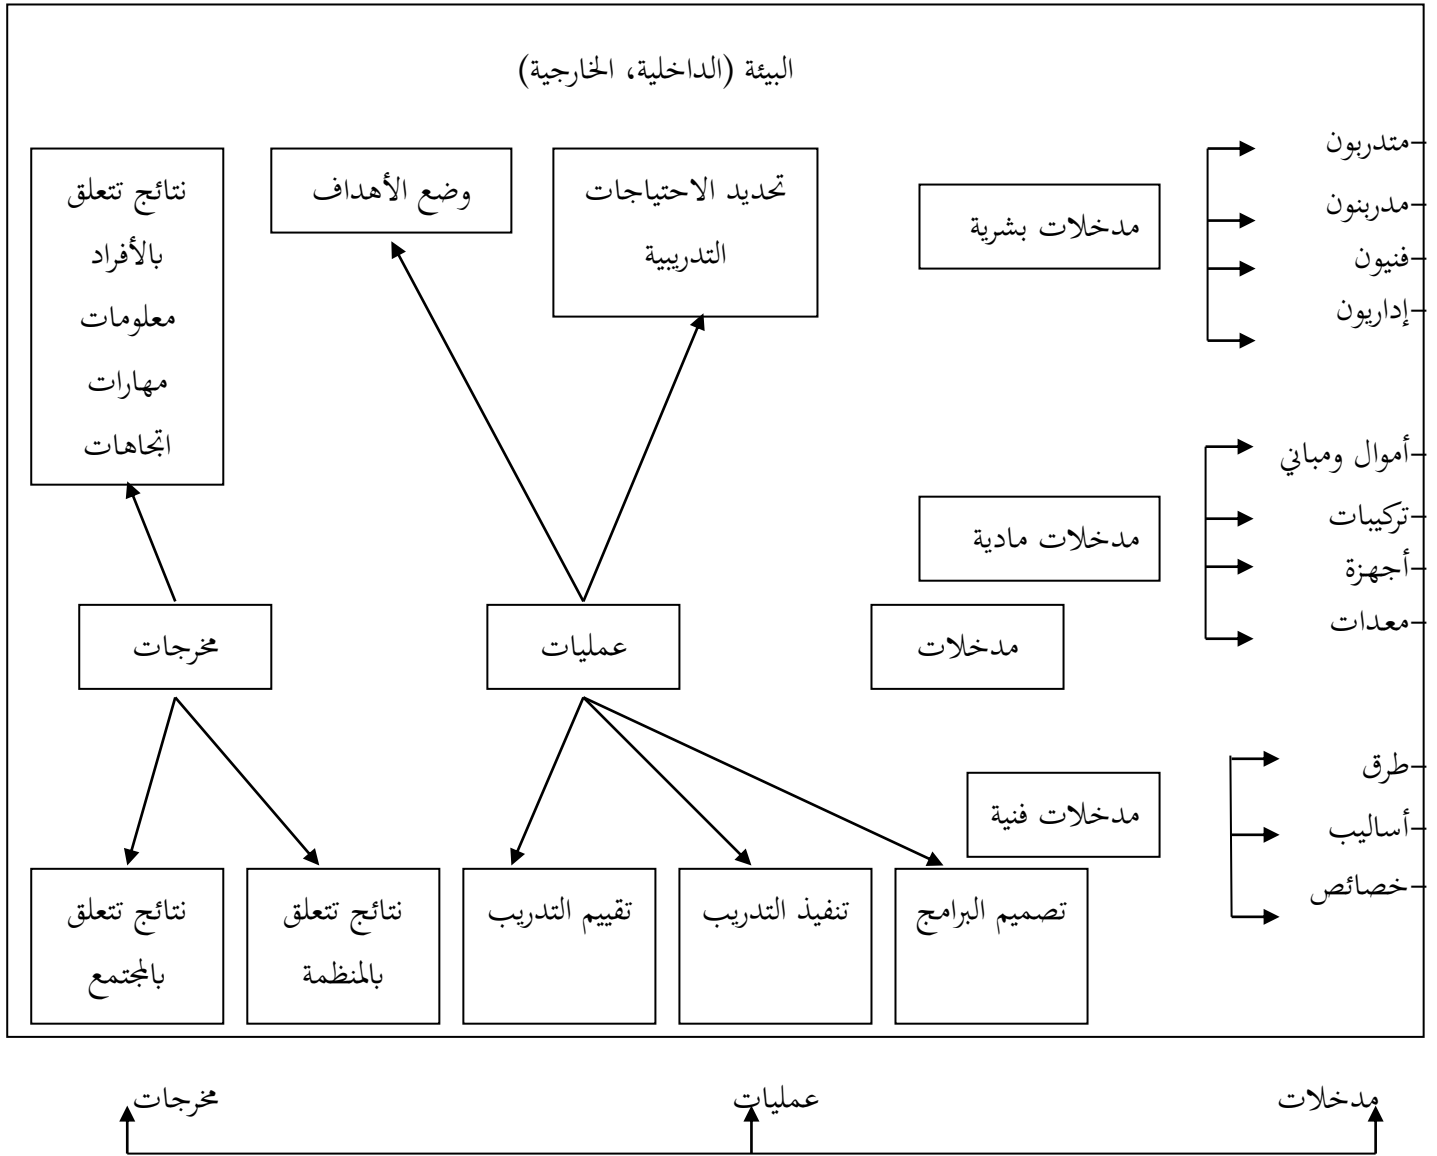 البيئة (الداخلية، الخارجية)
-متدربون
-مدربنون
-فنيون
-إداريون
مدخلات بشرية
تحديد الاحتياجات
التدريبية
وضع الأهداف
نتائج تتعلق
بالأفراد
معلومات
مهارات
اتجاهات
-أموال ومباني
-تركيبات
-أجهزة
-معدات
مدخلات مادية
مدخلات
عمليات
مخرجات
-طرق
-أساليب
-خصائص
مدخلات فنية
تصميم البرامج
تنفيذ التدريب
تقييم التدريب
نتائج تتعلق
بالمنظمة
نتائج تتعلق
بالمجتمع
مدخلات
عمليات
مخرجات